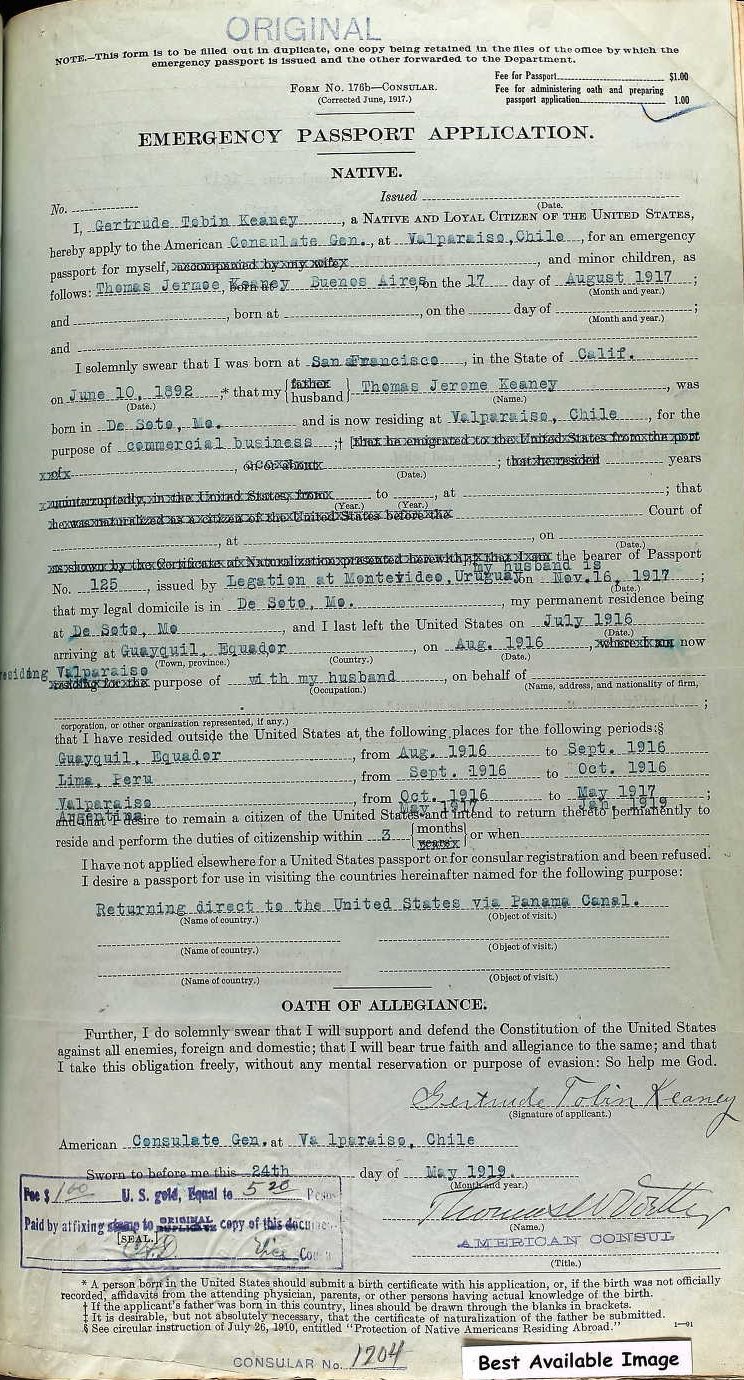 ORIGINAL
NOTE.—This form is to be filled out in duplicate, one copy being retained in the files of the office by which the
emergency passport is issued and the other forwarded to the Department.
Fee for Passport $1.00
Form No. 176b—Consular.
Fee for administering oath and preparing
(Corrected June, 1917.)
passport application 1.00
EMERGENCY PASSPORT APPLICATION.
NATIVE.
No. Issued
(Date.
I, Gertrude Tobin Keaney, a Native and Loyal Citizen of the United States,
hereby apply to the American Consulate Gen., at Valparaiso, Chile, for an emergency
passport for myself, accompanied by my wife, and minor children, as
follows: Thomas Jermoe Keaney, born at Buenos Aires, on the 17 day of August 1917;
(Month and year.)
and, born at, on the day of;
(Month and year.)
and
I solemnly swear that I was born at San Francisco, in the State of Calif.
on June 10, 1892;* that my {father husband} Thomas Jerome Keaney, was
(Date.) (Name.)
born in De Soto, Mo. and is now residing at Valparaiso, Chile, for the
purpose of commercial business;† [that he emigrated to the United States from the port
of, on or about; that he resided years
(Date.)
uninterruptedly, in the United States, from to, at; that
(Year.) (Year.)
he was naturalized as a citizen of the United States before the Court of
, at, on
(Date.)
as shown by the Certificate of Naturalization presented herewith]; that I am the bearer of Passport
my husband is
No. 125, issued by Legation at Montevideo, Uruguay on Nov. 16, 1917;
(Date.)
that my legal domicile is in De Soto, Mo., my permanent residence being
at De Soto, Mo, and I last left the United States on July 1916
(Date.)
arriving at Guayquil, Equador, on Aug. 1916, where I am now
(Town, province.) (Country.) (Date.)
residing Valparaiso
residing for the purpose of with my husband, on behalf of
(Occupation.) (Name, address, and nationality of firm,
;
corporation, or other organization represented, if any.)
that I have resided outside the United States at the following places for the following periods:§
Guayquil, Equador, from Aug. 1916 to Sept. 1916
Lima, Peru, from Sept. 1916 to Oct. 1916
Valparaiso, from Oct. 1916 to May 1917;
Argentina May 1917 Jan. 1919
and that I desire to remain a citizen of the United States and intend to return thereto permanently to
reside and perform the duties of citizenship within 3 {months years} or when
I have not applied elsewhere for a United States passport or for consular registration and been refused.
I desire a passport for use in visiting the countries hereinafter named for the following purpose:
Returning direct to the United States via Panama Canal.
(Name of country.) (Object of visit.)
(Name of country.) (Object of visit.)
(Name of country.) (Object of visit.)
OATH OF ALLEGIANCE.
Further, I do solemnly swear that I will support and defend the Constitution of the United States
against all enemies, foreign and domestic; that I will bear true faith and allegiance to the same; and that
I take this obligation freely, without any mental reservation or purpose of evasion: So help me God.
Gertrude Tobin Keaney
(Signature of applicant.)
American Consulate Gen. at Va lparaiso, Chile
Sworn to before me this 24th day of May 1919.
(Month and year.)
Fee $ 1.00 U. S. gold, Equal to 5.20 Pesos
Paid by affixing stamp to ORIGINAL DUPLICATE copy of this document
[SEAL.]
(Name.)
AMERICAN CONSUL
(Title.)
* A person born in the United States should submit a birth certificate with his application, or, if the birth was not officially
recorded, affidavits from the attending physician, parents, or other persons having actual knowledge of the birth.
† If the applicant's father was born in this country, lines should be drawn through the blanks in brackets.
‡ It is desirable, but not absolutely necessary, that the certificate of naturalization of the father be submitted.
§ See circular instruction of July 26, 1910, entitled "Protection of Native Americans Residing Abroad."
1—91
CONSULAR No. 1204
Best Available Image